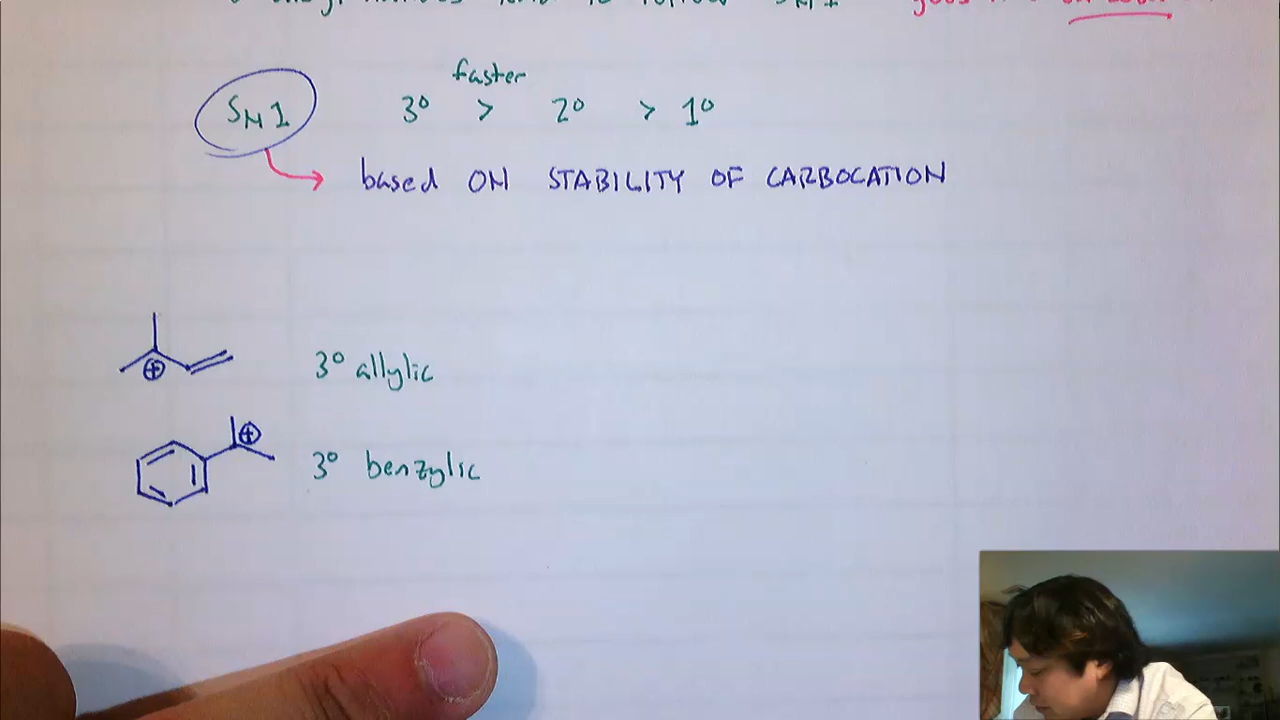 faster
SN1 3° > 2° > 1°
based ON STABILITY OF CARBOCATION
⊕ 3° allylic
⊕ 3° benzylic